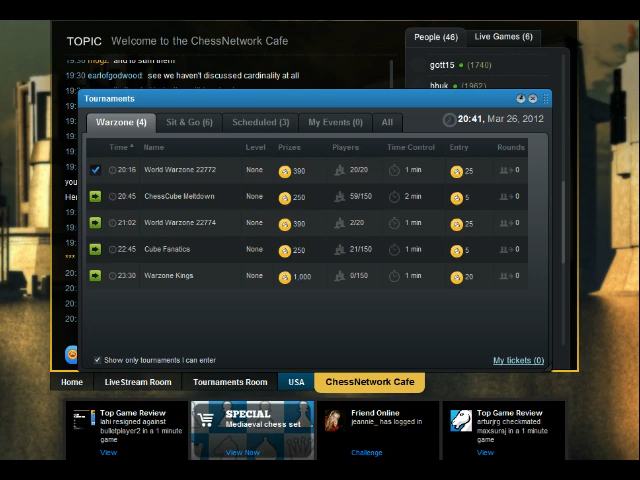 TOPIC Welcome to the ChessNetwork Cafe
People (46) Live Games (6)
gott15 (1740)
19:30 earlofgodwood: see we haven't discussed cardinality at all
Tournaments
Warzone (4) Sit & Go (6) Scheduled (3) My Events (0) All 20:41, Mar 26, 2012
Time Name Level Prizes Players Time Control Entry Rounds
20:16 World Warzone 22772 None 390 20/20 1 min 25 0
20:45 ChessCube Meltdown None 250 59/150 2 min 5 0
21:02 World Warzone 22774 None 390 2/20 1 min 25 0
22:45 Cube Fanatics None 250 21/150 1 min 5 0
23:30 Warzone Kings None 1,000 0/150 1 min 20 0
Show only tournaments I can enter My tickets (0)
Home LiveStream Room Tournaments Room USA ChessNetwork Cafe
Top Game Review
lahi resigned against
bulletplayer2 in a 1 minute
game
View
SPECIAL
Mediaeval chess set
View Now
Friend Online
jeannie_ has logged in
Challenge
Top Game Review
arturjrg checkmated
maxsuraj in a 1 minute
game
View